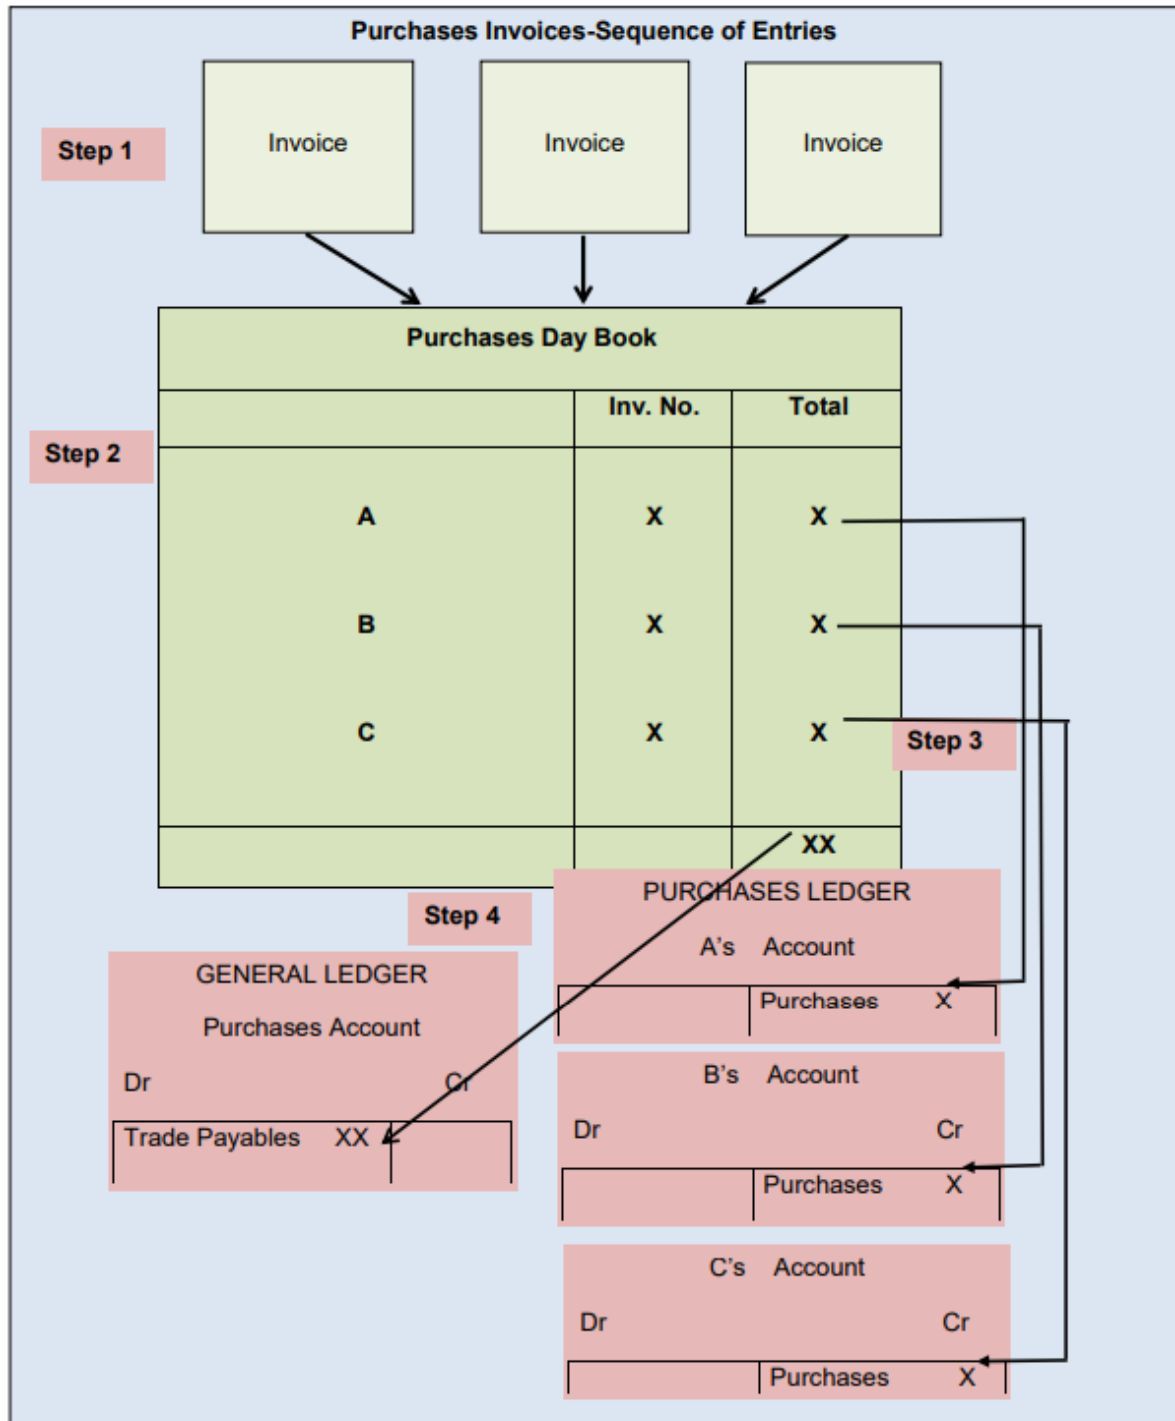 Purchases Invoices-Sequence of Entries
Step 1
Invoice Invoice Invoice
Purchases Day Book
Inv. No. Total
Step 2
A X X
B X X
C X X
Step 3
XX
Step 4
PURCHASES LEDGER
A's Account
Purchases X
GENERAL LEDGER
Purchases Account
Dr Cr
Trade Payables XX
B's Account
Dr Cr
Purchases X
C's Account
Dr Cr
Purchases X